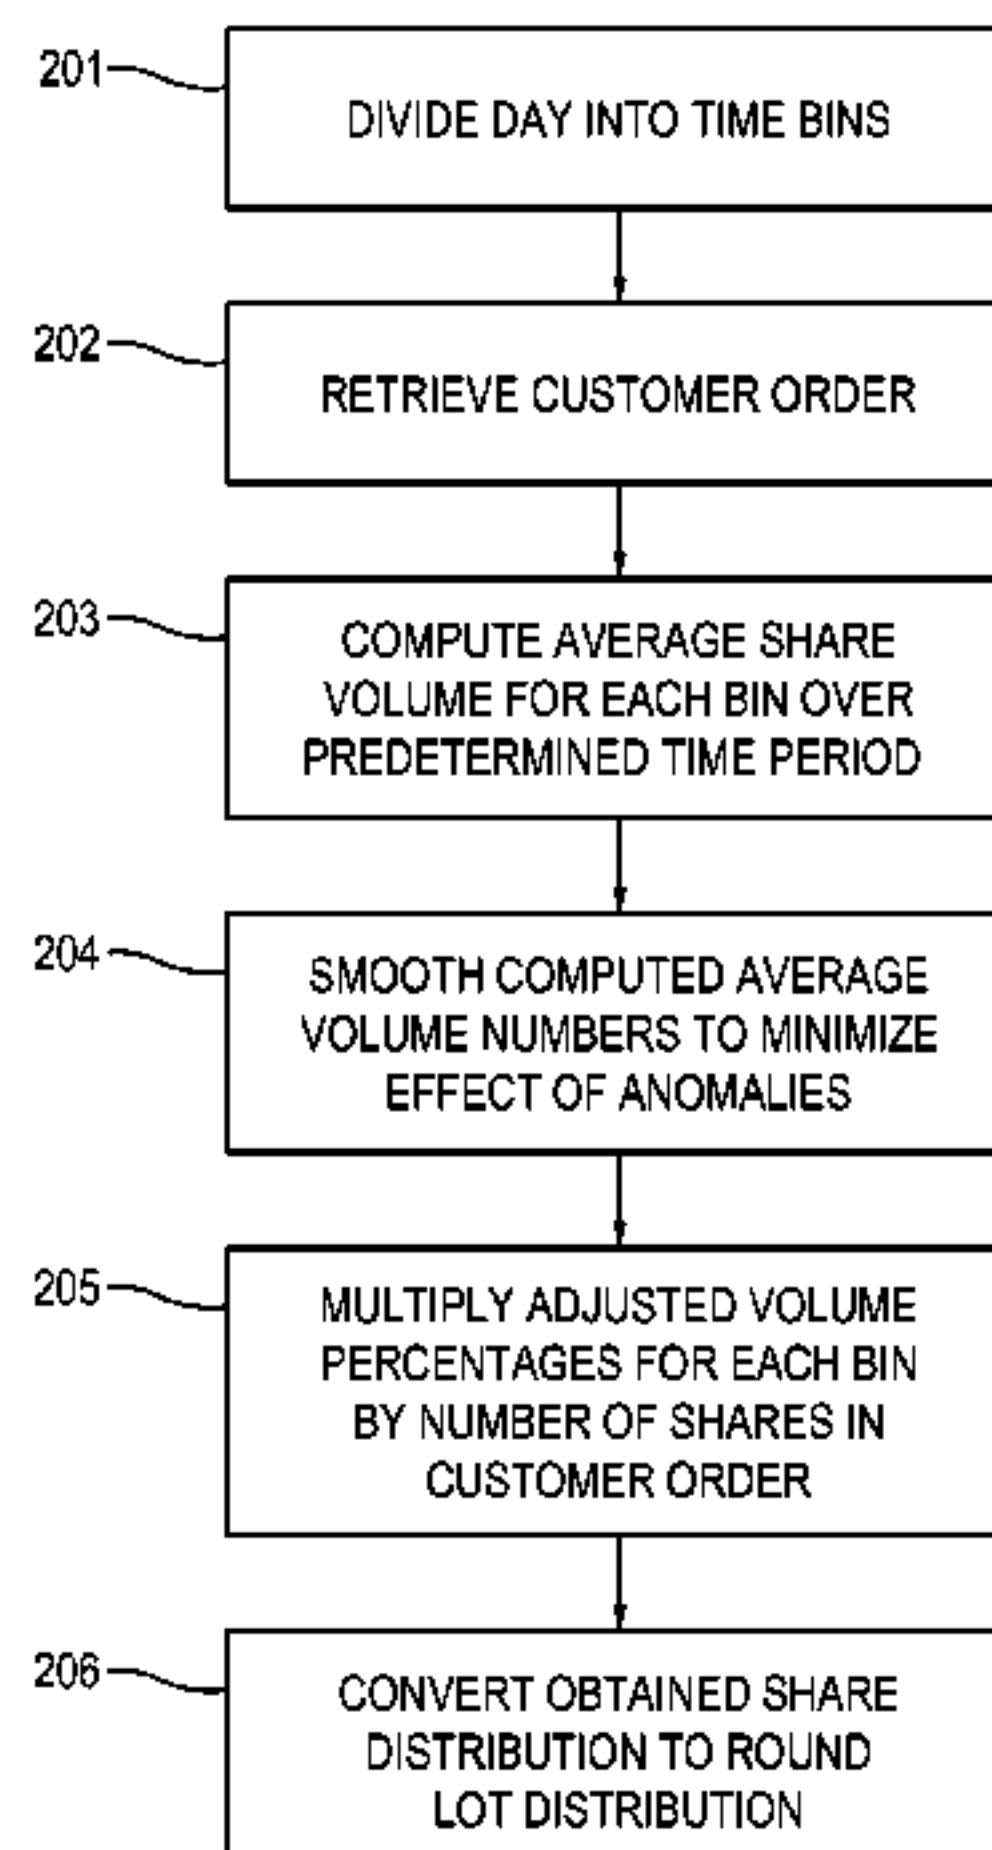 201
DIVIDE DAY INTO TIME BINS
202
RETRIEVE CUSTOMER ORDER
203
COMPUTE AVERAGE SHARE
VOLUME FOR EACH BIN OVER
PREDETERMINED TIME PERIOD
204
SMOOTH COMPUTED AVERAGE
VOLUME NUMBERS TO MINIMIZE
EFFECT OF ANOMALIES
205
MULTIPLY ADJUSTED VOLUME
PERCENTAGES FOR EACH BIN
BY NUMBER OF SHARES IN
CUSTOMER ORDER
206
CONVERT OBTAINED SHARE
DISTRIBUTION TO ROUND
LOT DISTRIBUTION